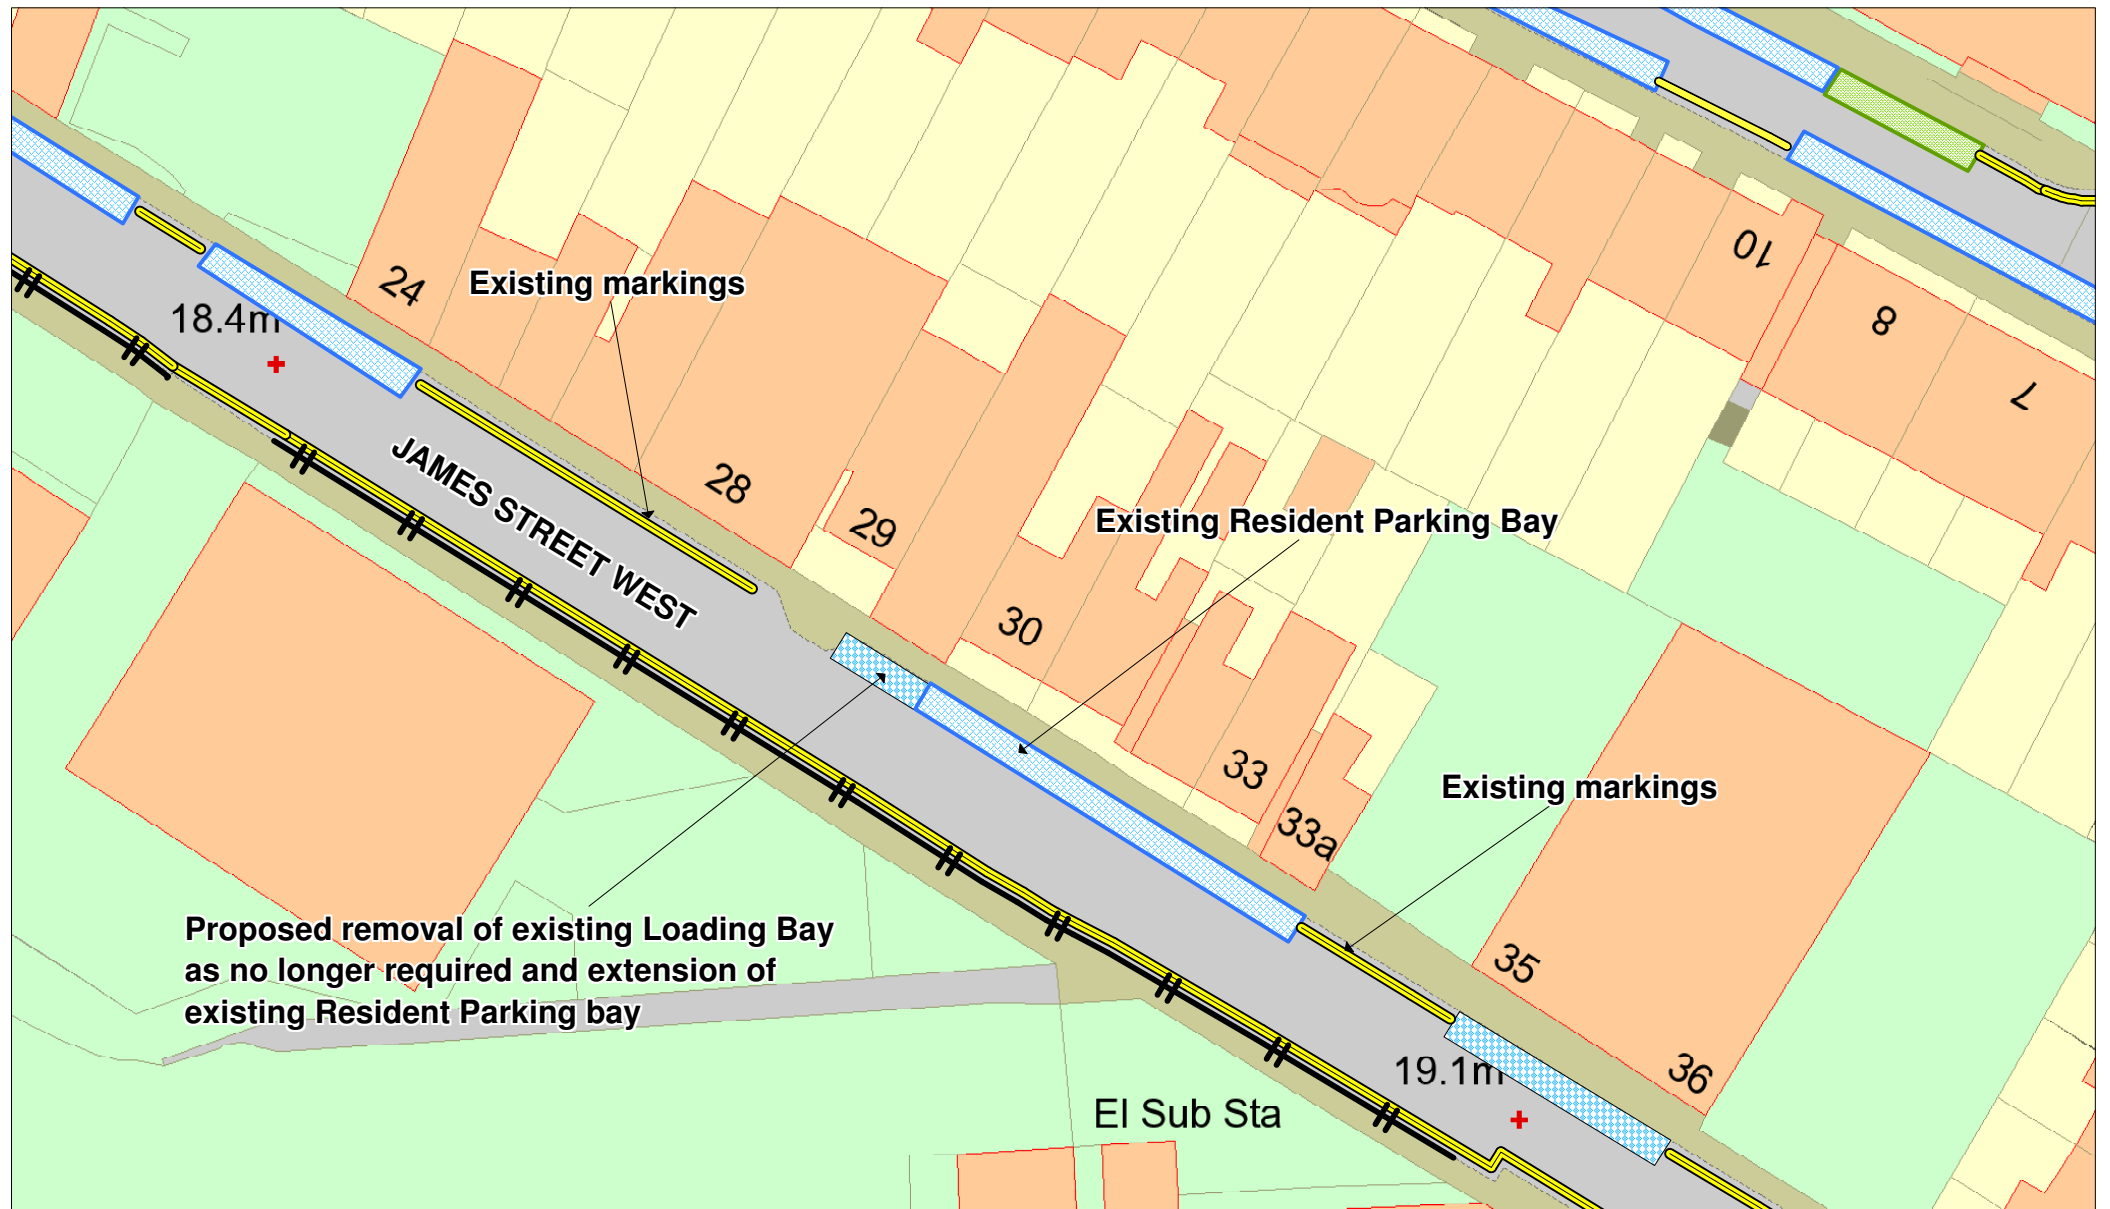 10
8
7
24
Existing markings
18.4m
JAMES STREET WEST
28
29
Existing Resident Parking Bay
30
33
33a
Existing markings
Proposed removal of existing Loading Bay
as no longer required and extension of
existing Resident Parking bay
35
36
19.1m
El Sub Sta